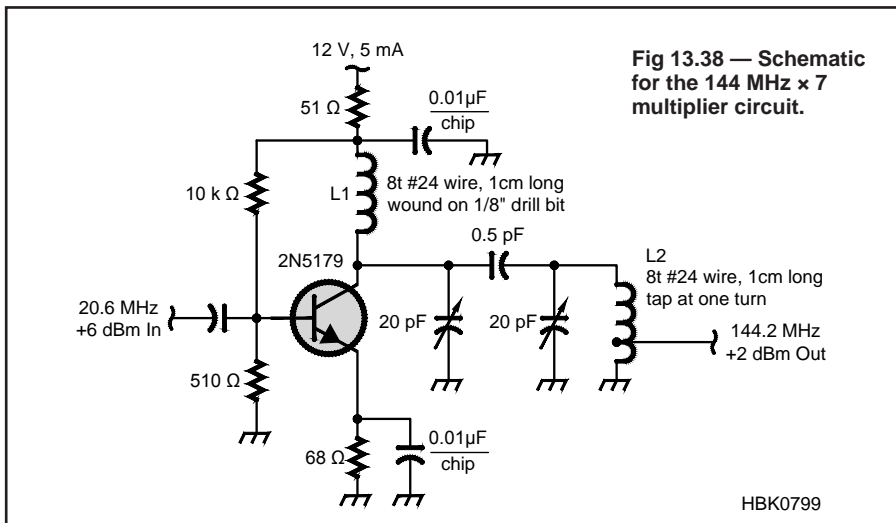 12 V, 5 mA
Fig 13.38 — Schematic
for the 144 MHz × 7
multiplier circuit.
51 Ω
0.01µF
chip
10 k Ω
L1
8t #24 wire, 1cm long
wound on 1/8" drill bit
0.5 pF
2N5179
L2
8t #24 wire, 1cm long
tap at one turn
20.6 MHz
+6 dBm In
20 pF
20 pF
144.2 MHz
+2 dBm Out
510 Ω
68 Ω
0.01µF
chip
HBK0799